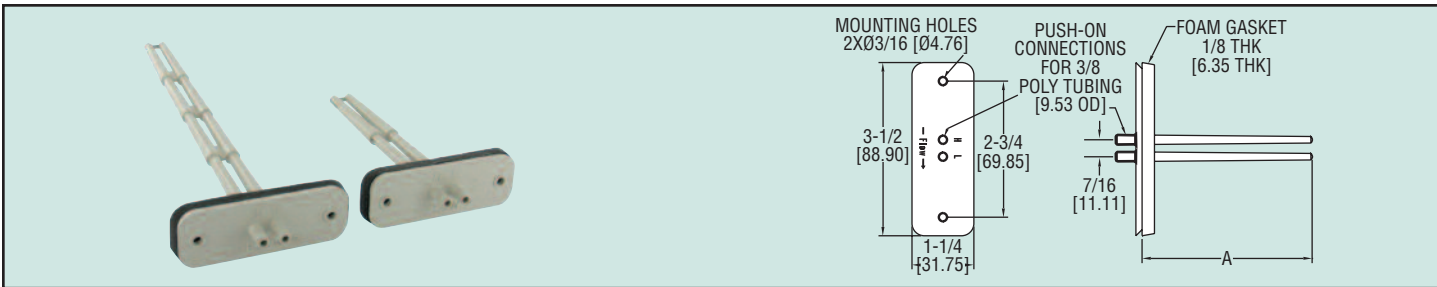 MOUNTING HOLES
2XØ3/16 [Ø4.76]
PUSH-ON
CONNECTIONS
FOR 3/8
POLY TUBING
[9.53 OD]
FOAM GASKET
1/8 THK
[6.35 THK]
3-1/2
[88.90]
Flow
H
L
2-3/4
[69.85]
7/16
[11.11]
1-1/4
[31.75]
A